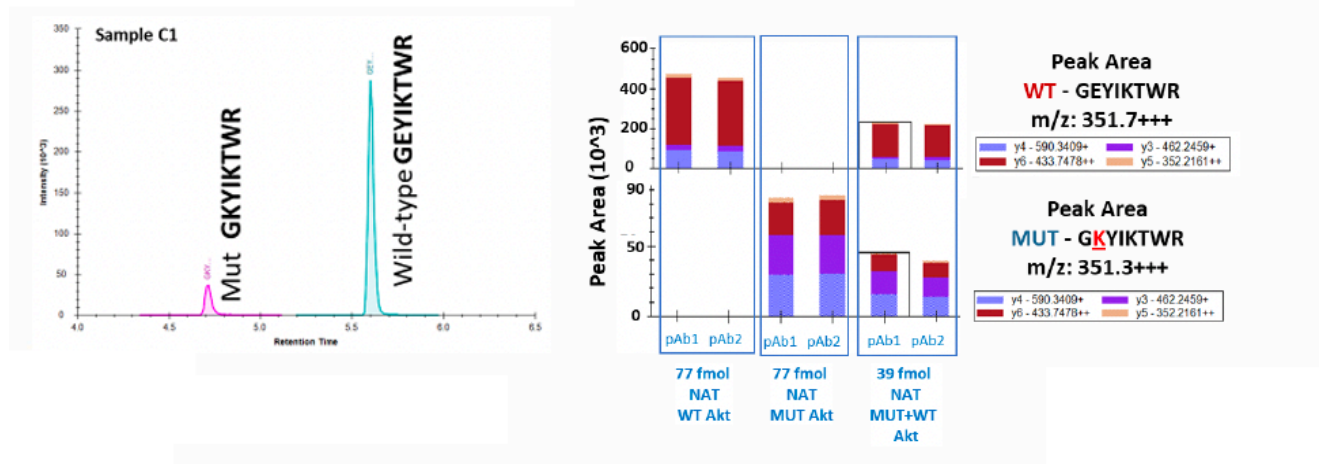 Sample C1
350
300
250
200
150
100
50
0
Intensity (10^3)
4.0 4.5 5.0 5.5 6.0 6.5
Retention Time
GKY...
Mut GKYIKTWR
GEY...
Wild-type GEYIKTWR
Peak Area (10^3)
600
400
200
0
90
50
0
pAb1 pAb2 pAb1 pAb2 pAb1 pAb2
77 fmol
NAT
WT Akt
77 fmol
NAT
MUT Akt
39 fmol
NAT
MUT+WT
Akt
Peak Area
WT - GEYIKTWR
m/z: 351.7+++
y4 - 590.3409+ y3 - 462.2459+
y6 - 433.7478++ y5 - 352.2161++
Peak Area
MUT - GKYIKTWR
m/z: 351.3+++
y4 - 590.3409+ y3 - 462.2459+
y6 - 433.7478++ y5 - 352.2161++